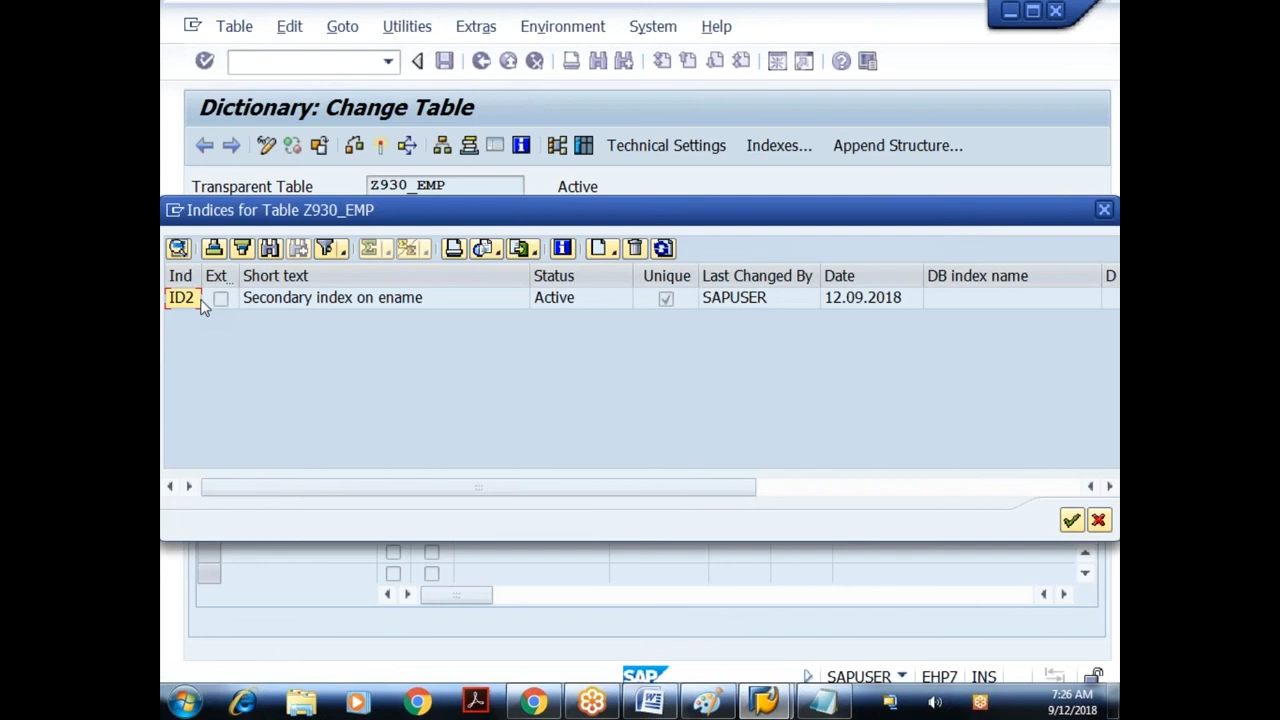 Table Edit Goto Utilities Extras Environment System Help
Dictionary: Change Table
Technical Settings Indexes... Append Structure...
Transparent Table Z930_EMP Active
Indices for Table Z930_EMP
Ind Ext... Short text Status Unique Last Changed By Date DB index name D
ID2 Secondary index on ename Active SAPUSER 12.09.2018
SAP SAPUSER EHP7 INS
7:26 AM
9/12/2018